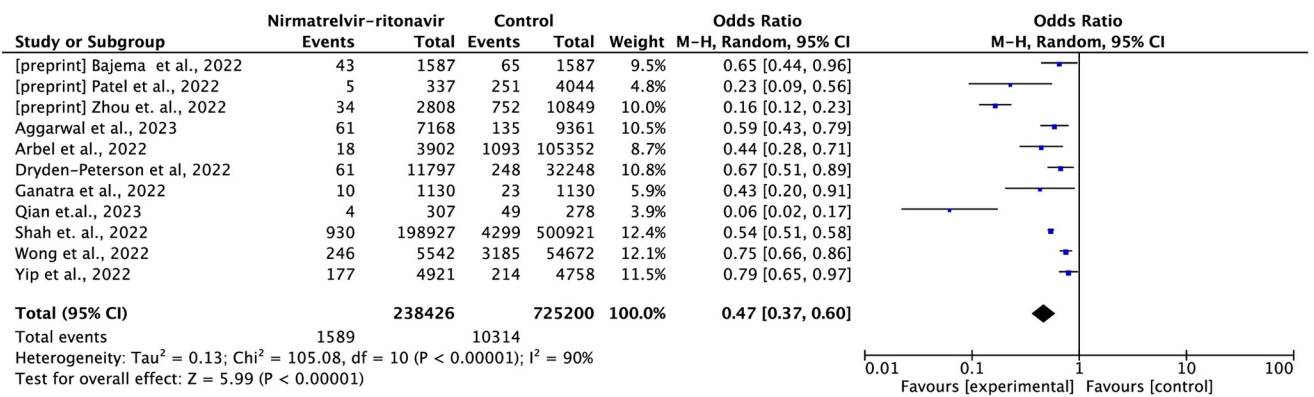 Nirmatrelvir-ritonavir Control Odds Ratio Odds Ratio
Study or Subgroup Events Total Events Total Weight M-H, Random, 95% CI M-H, Random, 95% CI
[preprint] Bajema et al., 2022 43 1587 65 1587 9.5% 0.65 [0.44, 0.96]
[preprint] Patel et al., 2022 5 337 251 4044 4.8% 0.23 [0.09, 0.56]
[preprint] Zhou et. al., 2022 34 2808 752 10849 10.0% 0.16 [0.12, 0.23]
Aggarwal et al., 2023 61 7168 135 9361 10.5% 0.59 [0.43, 0.79]
Arbel et al., 2022 18 3902 1093 105352 8.7% 0.44 [0.28, 0.71]
Dryden-Peterson et al, 2022 61 11797 248 32248 10.8% 0.67 [0.51, 0.89]
Ganatra et al., 2022 10 1130 23 1130 5.9% 0.43 [0.20, 0.91]
Qian et.al., 2023 4 307 49 278 3.9% 0.06 [0.02, 0.17]
Shah et. al., 2022 930 198927 4299 500921 12.4% 0.54 [0.51, 0.58]
Wong et al., 2022 246 5542 3185 54672 12.1% 0.75 [0.66, 0.86]
Yip et al., 2022 177 4921 214 4758 11.5% 0.79 [0.65, 0.97]
Total (95% CI) 238426 725200 100.0% 0.47 [0.37, 0.60]
Total events 1589 10314
Heterogeneity: Tau² = 0.13; Chi² = 105.08, df = 10 (P < 0.00001); I² = 90%
Test for overall effect: Z = 5.99 (P < 0.00001)
0.01 0.1 1 10 100
Favours [experimental] Favours [control]